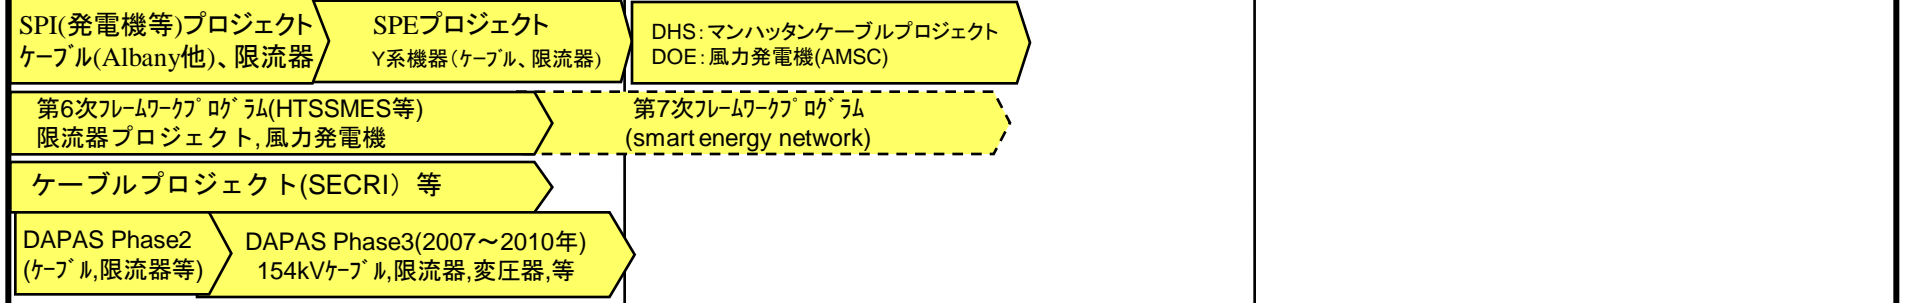 SPI(発電機等)プロジェクト
ケーブル(Albany他)、限流器
SPEプロジェクト
Y系機器(ケーブル、限流器)
DHS:マンハッタンケーブルプロジェクト
DOE:風力発電機(AMSC)
第6次フレームワークプログラム(HTSSMES等)
限流器プロジェクト,風力発電機
第7次フレームワークプログラム
(smart energy network)
ケーブルプロジェクト(SECRI)等
DAPAS Phase2
(ケーブル,限流器等)
DAPAS Phase3(2007~2010年)
154kVケーブル,限流器,変圧器,等